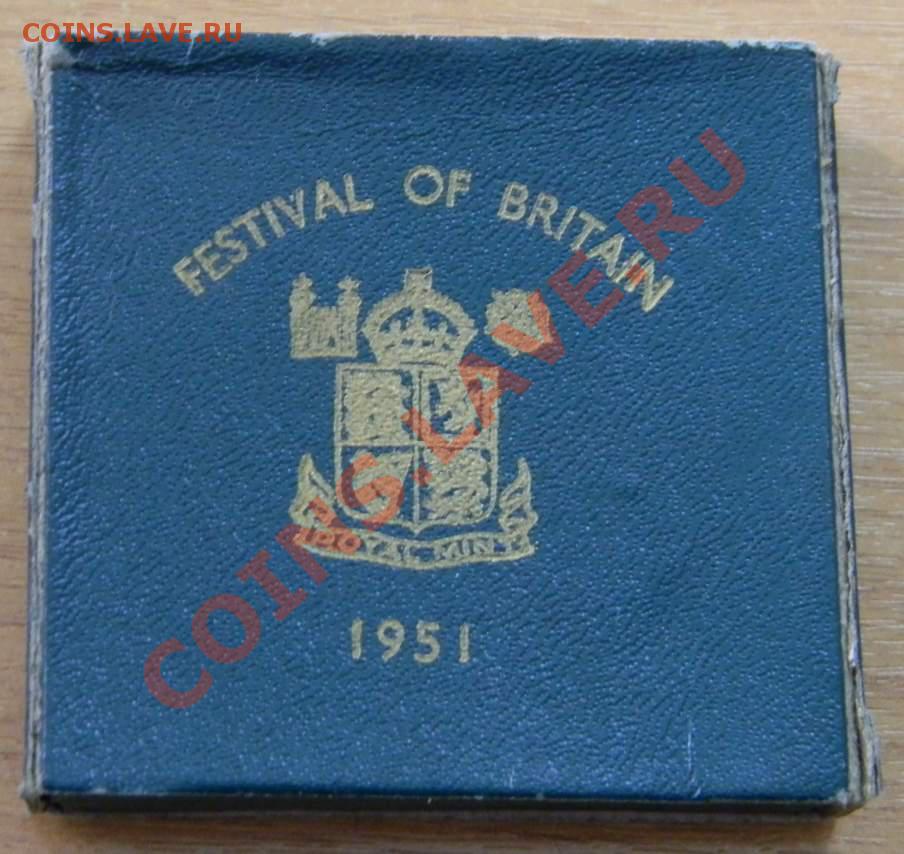 COINS.LAVE.RU
FESTIVAL OF BRITAIN
ROYAL MINT
1951
COINS.LAVE.RU